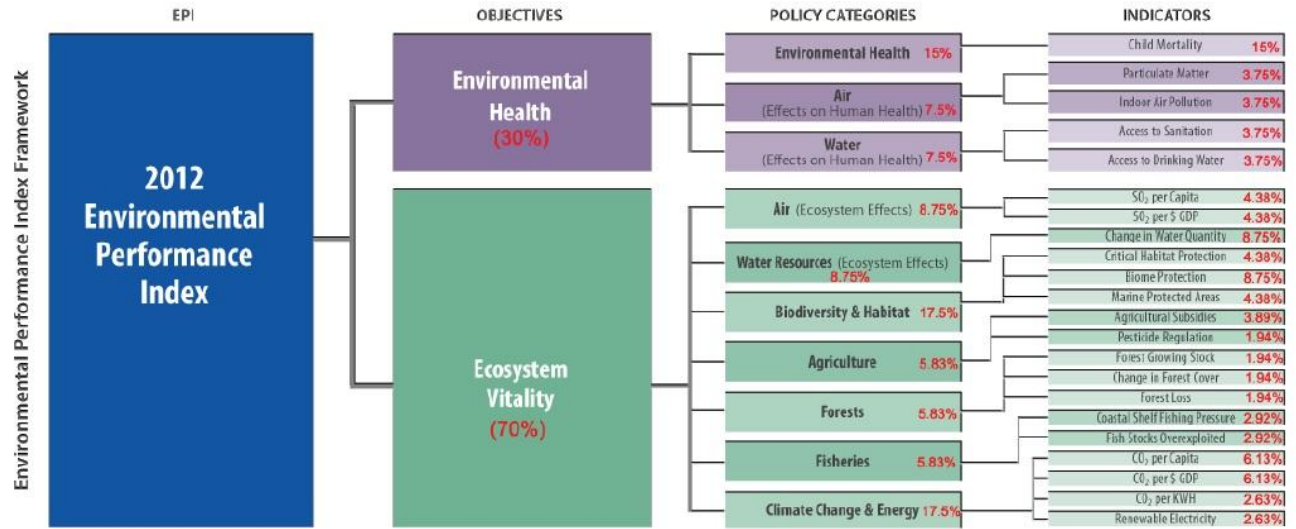 EPI
OBJECTIVES
POLICY CATEGORIES
INDICATORS
Environmental Performance Index Framework
2012
Environmental
Performance
Index
Environmental
Health
(30%)
Ecosystem
Vitality
(70%)
Environmental Health 15%
Air
(Effects on Human Health) 7.5%
Water
(Effects on Human Health) 7.5%
Air (Ecosystem Effects) 8.75%
Water Resources (Ecosystem Effects)
8.75%
Biodiversity & Habitat 17.5%
Agriculture 5.83%
Forests 5.83%
Fisheries 5.83%
Climate Change & Energy 17.5%
Child Mortality 15%
Particulate Matter 3.75%
Indoor Air Pollution 3.75%
Access to Sanitation 3.75%
Access to Drinking Water 3.75%
SO₂ per Capita 4.38%
SO₂ per $ GDP 4.38%
Change in Water Quantity 8.75%
Critical Habitat Protection 4.38%
Biome Protection 8.75%
Marine Protected Areas 4.38%
Agricultural Subsidies 3.89%
Pesticide Regulation 1.94%
Forest Growing Stock 1.94%
Change in Forest Cover 1.94%
Forest Loss 1.94%
Coastal Shelf Fishing Pressure 2.92%
Fish Stocks Overexploited 2.92%
CO₂ per Capita 6.13%
CO₂ per $ GDP 6.13%
CO₂ per KWH 2.63%
Renewable Electricity 2.63%